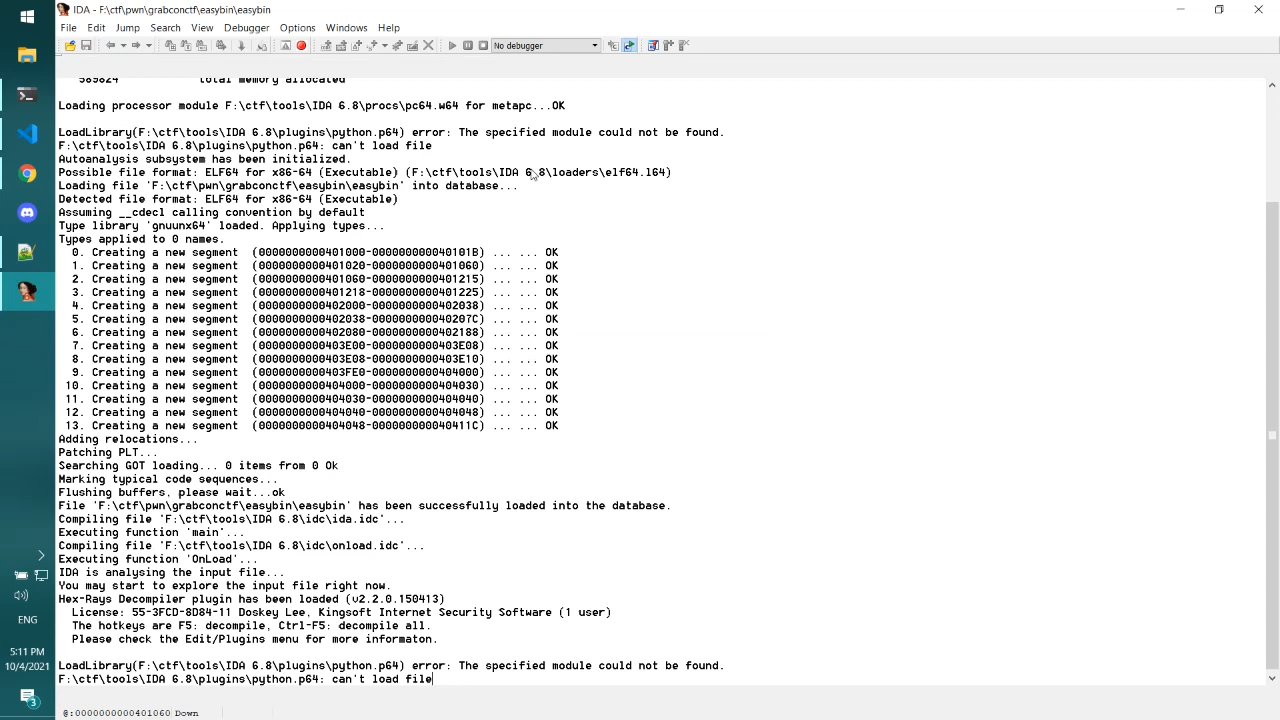 IDA - F:\ctf\pwn\grabconctf\easybin\easybin
File Edit Jump Search View Debugger Options Windows Help
No debugger
589824 total memory allocated
Loading processor module F:\ctf\tools\IDA 6.8\procs\pc64.w64 for metapc...OK
LoadLibrary(F:\ctf\tools\IDA 6.8\plugins\python.p64) error: The specified module could not be found.
F:\ctf\tools\IDA 6.8\plugins\python.p64: can't load file
Autoanalysis subsystem has been initialized.
Possible file format: ELF64 for x86-64 (Executable) (F:\ctf\tools\IDA 6.8\loaders\elf64.l64)
Loading file 'F:\ctf\pwn\grabconctf\easybin\easybin' into database...
Detected file format: ELF64 for x86-64 (Executable)
Assuming __cdecl calling convention by default
Type library 'gnuunx64' loaded. Applying types...
Types applied to 0 names.
0. Creating a new segment (0000000000401000-000000000040101B) ... ... OK
1. Creating a new segment (0000000000401020-0000000000401060) ... ... OK
2. Creating a new segment (0000000000401060-0000000000401215) ... ... OK
3. Creating a new segment (0000000000401218-0000000000401225) ... ... OK
4. Creating a new segment (0000000000402000-0000000000402038) ... ... OK
5. Creating a new segment (0000000000402038-000000000040207C) ... ... OK
6. Creating a new segment (0000000000402080-0000000000402188) ... ... OK
7. Creating a new segment (0000000000403E00-0000000000403E08) ... ... OK
8. Creating a new segment (0000000000403E08-0000000000403E10) ... ... OK
9. Creating a new segment (0000000000403FE0-0000000000404000) ... ... OK
10. Creating a new segment (0000000000404000-0000000000404030) ... ... OK
11. Creating a new segment (0000000000404030-0000000000404040) ... ... OK
12. Creating a new segment (0000000000404040-0000000000404048) ... ... OK
13. Creating a new segment (0000000000404048-000000000040411C) ... ... OK
Adding relocations...
Patching PLT...
Searching GOT loading... 0 items from 0 Ok
Marking typical code sequences...
Flushing buffers, please wait...ok
File 'F:\ctf\pwn\grabconctf\easybin\easybin' has been successfully loaded into the database.
Compiling file 'F:\ctf\tools\IDA 6.8\idc\ida.idc'...
Executing function 'main'...
Compiling file 'F:\ctf\tools\IDA 6.8\idc\onload.idc'...
Executing function 'OnLoad'...
IDA is analysing the input file...
You may start to explore the input file right now.
Hex-Rays Decompiler plugin has been loaded (v2.2.0.150413)
License: 55-3FCD-8D84-11 Doskey Lee, Kingsoft Internet Security Software (1 user)
The hotkeys are F5: decompile, Ctrl-F5: decompile all.
Please check the Edit/Plugins menu for more informaton.
LoadLibrary(F:\ctf\tools\IDA 6.8\plugins\python.p64) error: The specified module could not be found.
F:\ctf\tools\IDA 6.8\plugins\python.p64: can't load file
@:0000000000401060 Down
ENG
5:11 PM
10/4/2021
3